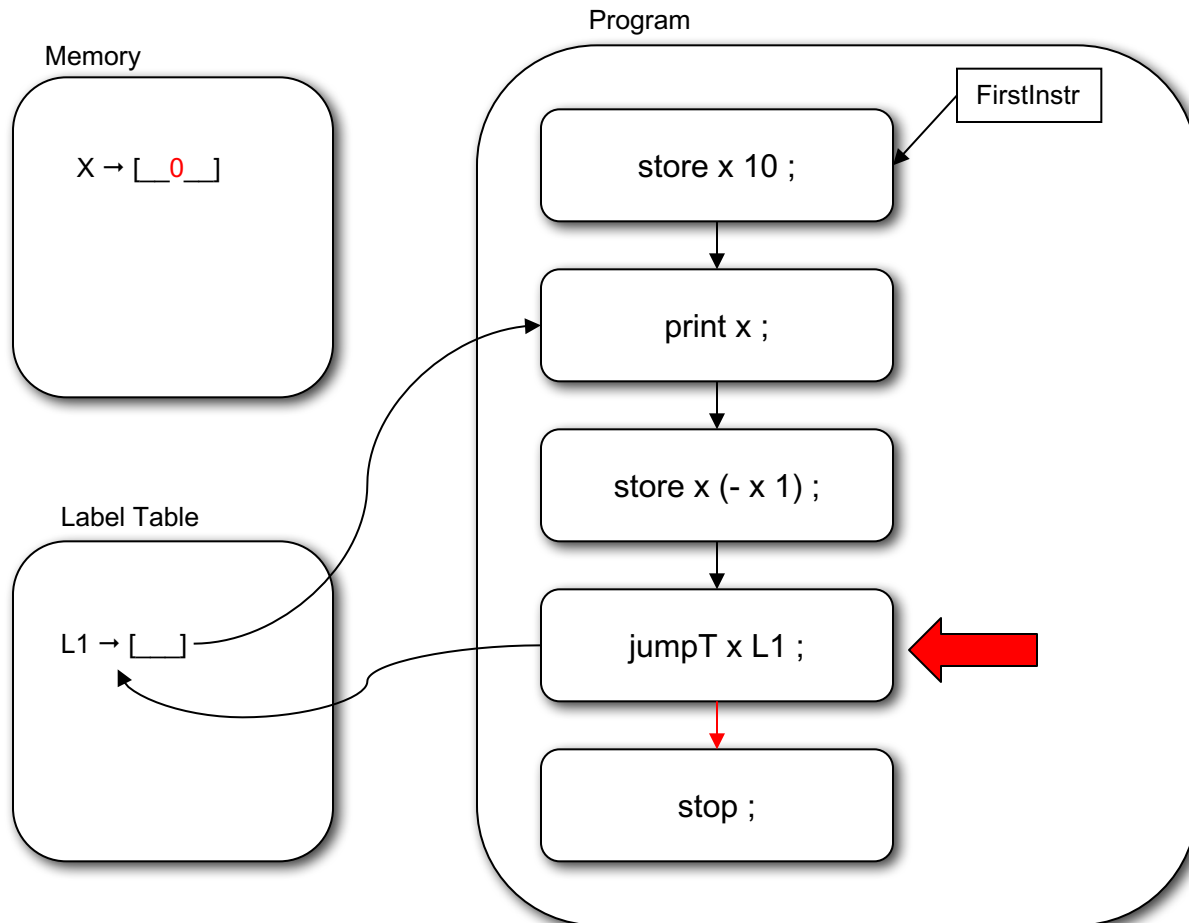 Program
Memory
FirstInstr
X → [__0__]
store x 10 ;
print x ;
store x (- x 1) ;
Label Table
L1 → [___]
jumpT x L1 ;
stop ;